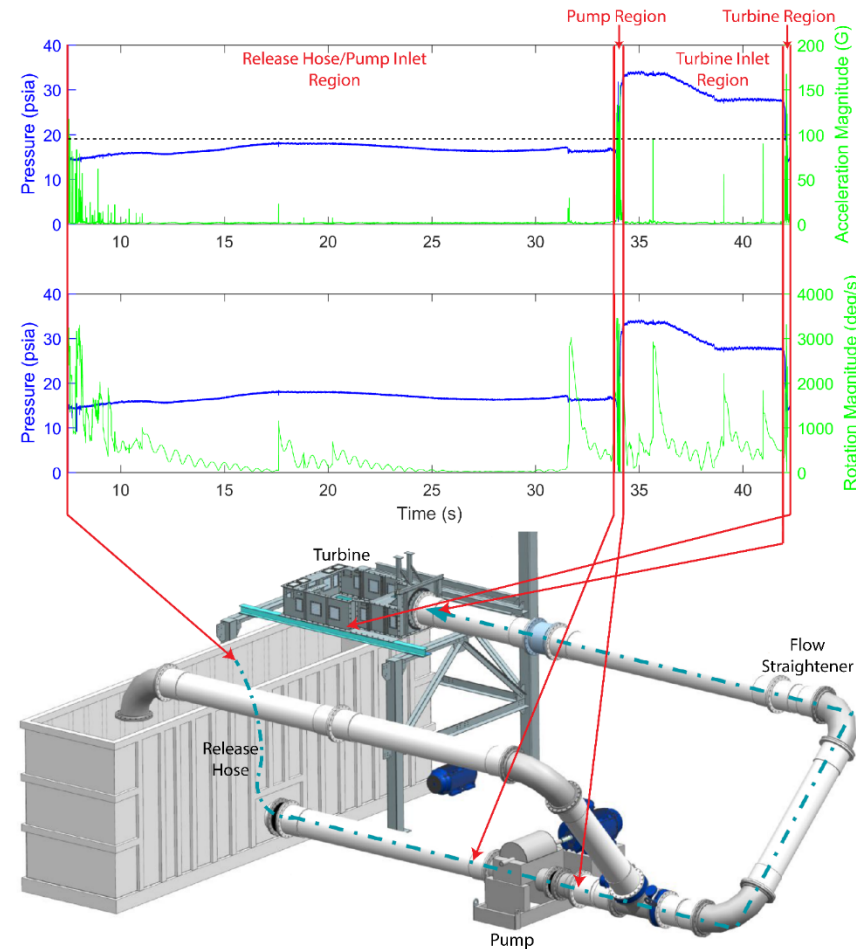 Pump Region
Turbine Region
Release Hose/Pump Inlet
Region
Turbine Inlet
Region
Pressure (psia)
40
30
20
10
0
10
15
20
25
30
35
40
200
150
100
50
0
Acceleration Magnitude (G)
Pressure (psia)
40
30
20
10
0
10
15
20
25
30
35
40
Time (s)
4000
3000
2000
1000
0
Rotation Magnitude (deg/s)
Turbine
Flow
Straightener
Release
Hose
Pump